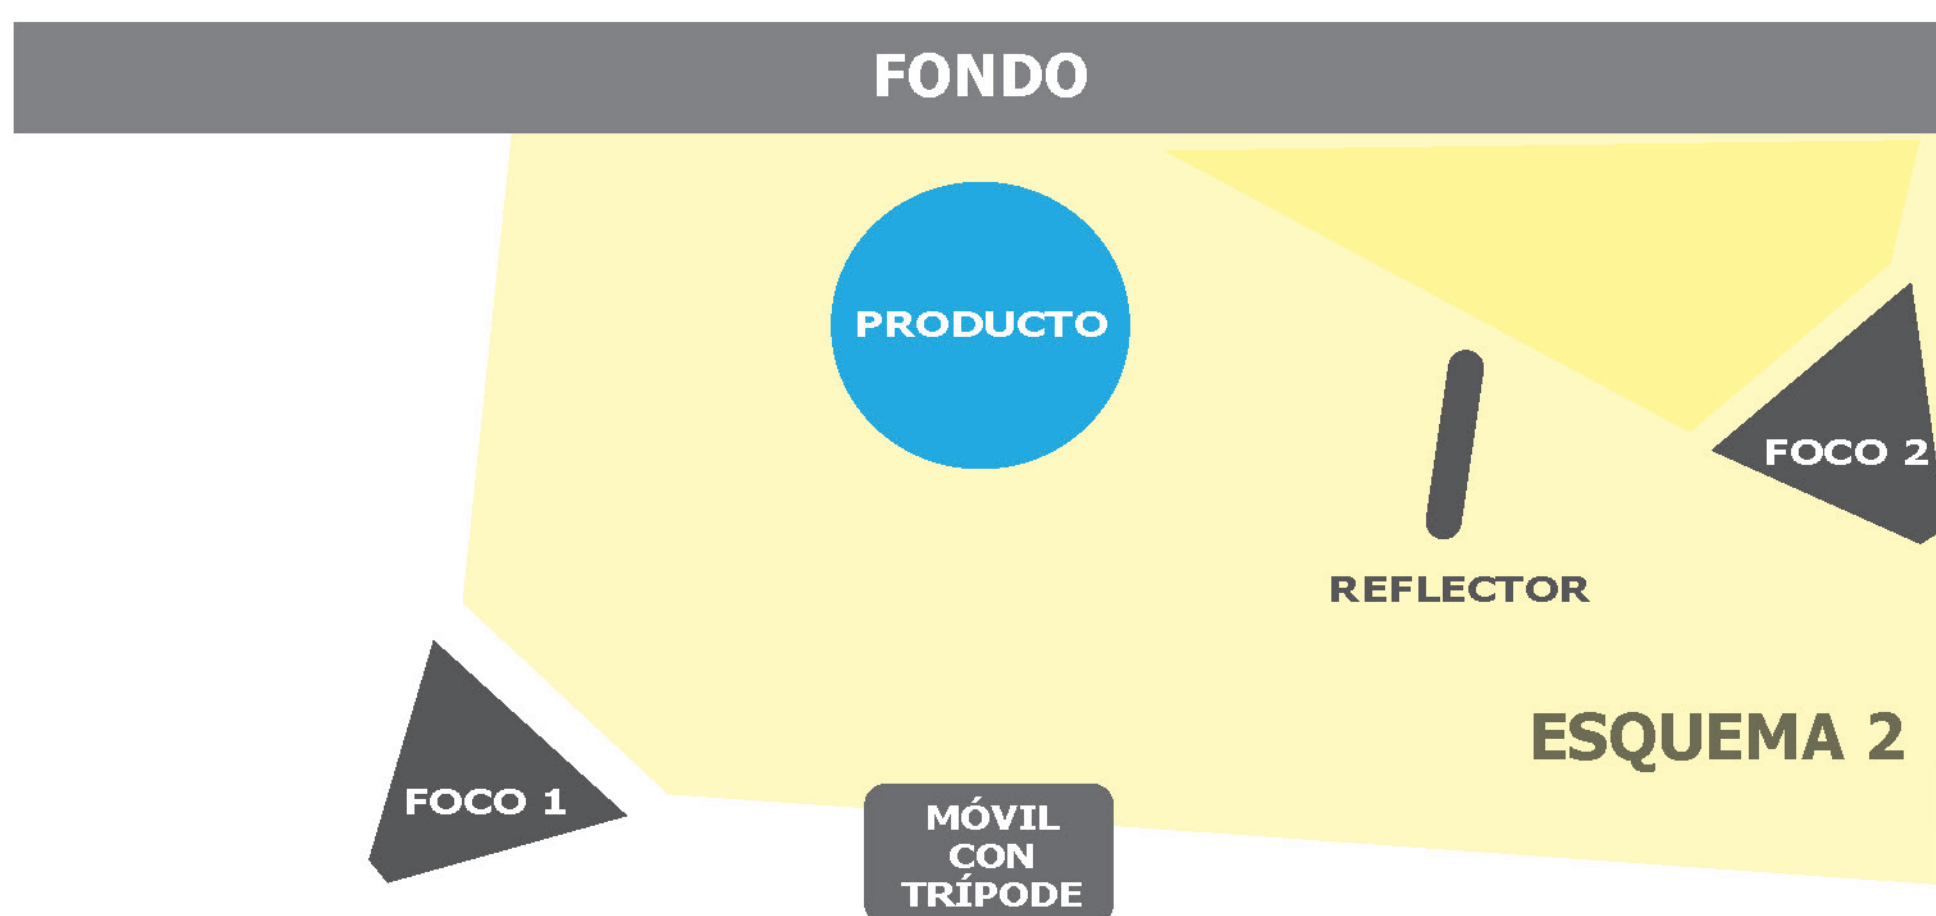 FONDO
PRODUCTO
FOCO 2
REFLECTOR
ESQUEMA 2
FOCO 1
MÓVIL
CON
TRÍPODE